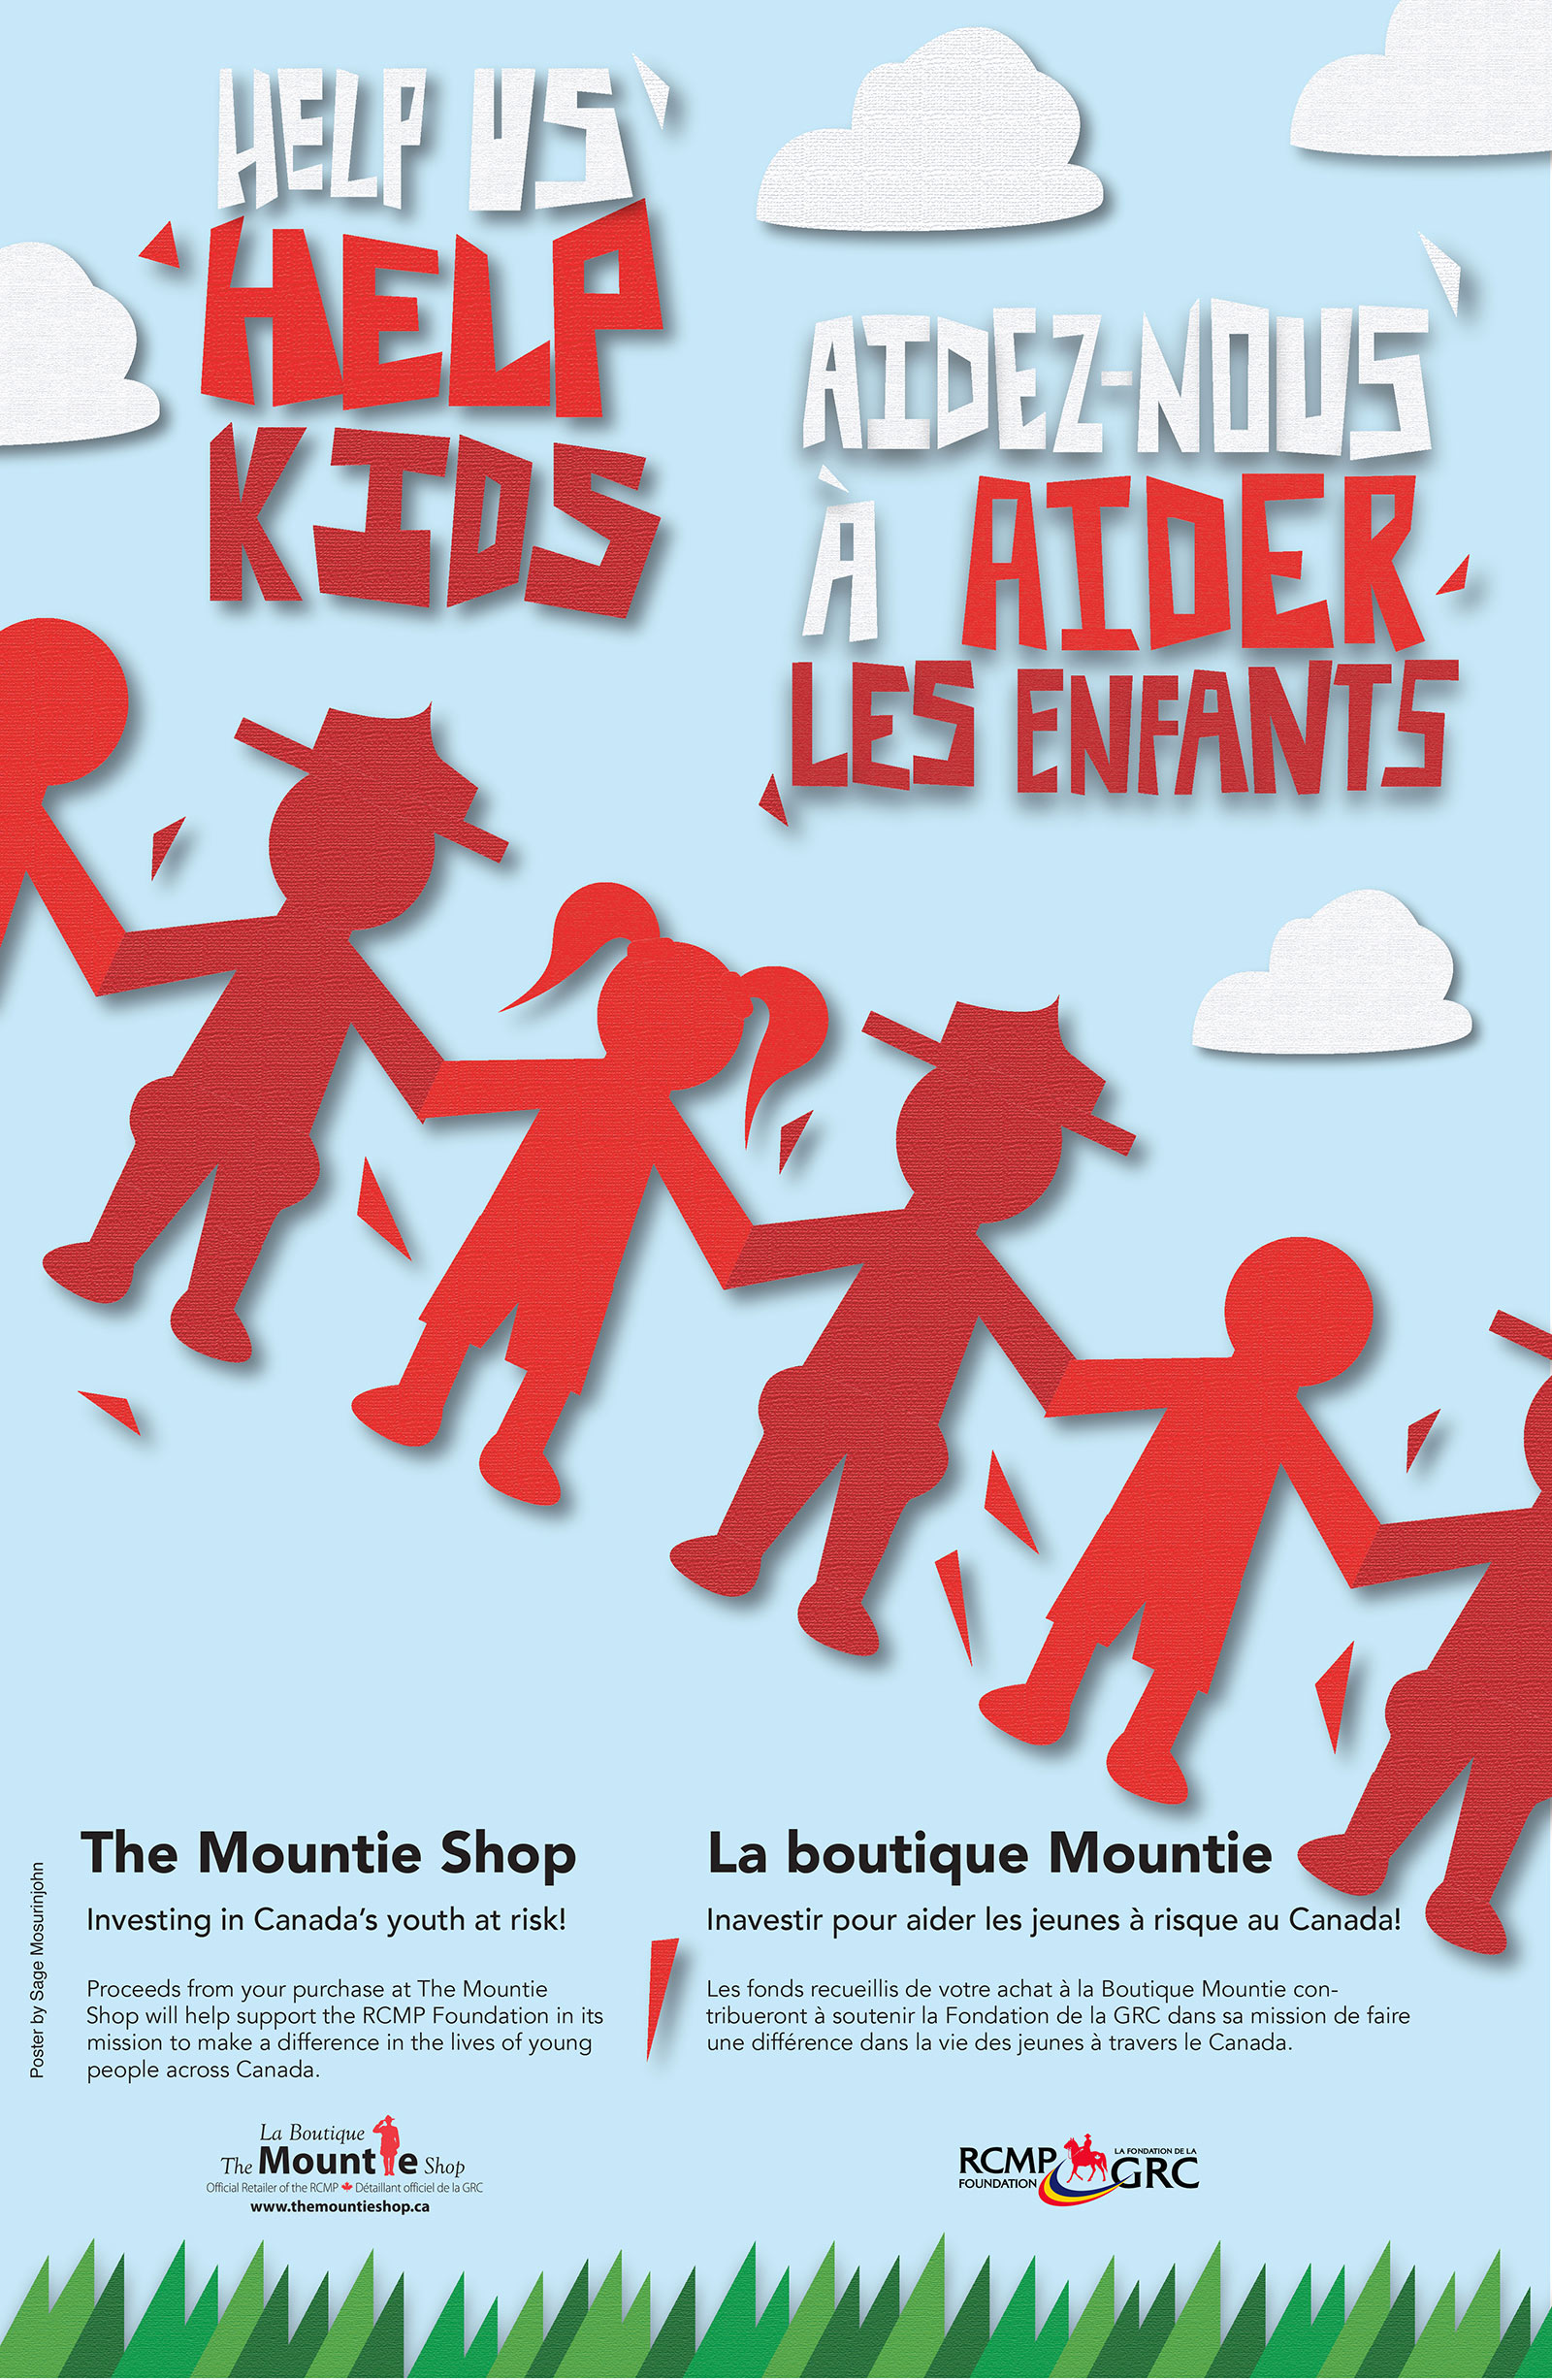 HELP US
HELP
KIDS
AIDEZ-NOUS
À AIDER
LES ENFANTS
The Mountie Shop
Investing in Canada's youth at risk!
Proceeds from your purchase at The Mountie
Shop will help support the RCMP Foundation in its
mission to make a difference in the lives of young
people across Canada.
La boutique Mountie
Inavestir pour aider les jeunes à risque au Canada!
Les fonds recueillis de votre achat à la Boutique Mountie con-
tribueront à soutenir la Fondation de la GRC dans sa mission de faire
une différence dans la vie des jeunes à travers le Canada.
Poster by Sage Mosurinjohn
La Boutique
The Mountie Shop
Official Retailer of the RCMP Détaillant officiel de la GRC
www.themountieshop.ca
RCMP
FOUNDATION
LA FONDATION DE LA
GRC